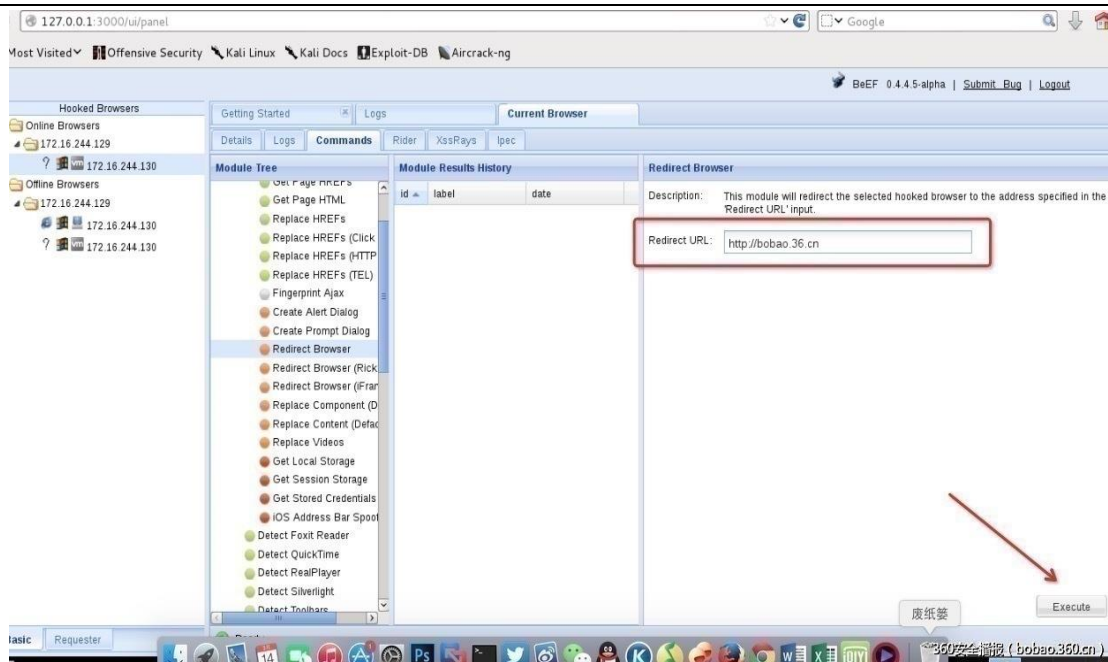 127.0.0.1:3000/ui/panel
Google
Most Visited
Offensive Security
Kali Linux
Kali Docs
Exploit-DB
Aircrack-ng
BeEF 0.4.4.5-alpha | Submit Bug | Logout
Hooked Browsers
Online Browsers
172.16.244.129
? 172.16.244.130
Offline Browsers
172.16.244.129
172.16.244.130
? 172.16.244.130
Getting Started
Logs
Current Browser
Details
Logs
Commands
Rider
XssRays
Ipec
Module Tree
Get Page HREFs
Get Page HTML
Replace HREFs
Replace HREFs (Click
Replace HREFs (HTTP
Replace HREFs (TEL)
Fingerprint Ajax
Create Alert Dialog
Create Prompt Dialog
Redirect Browser
Redirect Browser (Rick
Redirect Browser (iFrar
Replace Component (D
Replace Content (Defac
Replace Videos
Get Local Storage
Get Session Storage
Get Stored Credentials
iOS Address Bar Spoof
Detect Foxit Reader
Detect QuickTime
Detect RealPlayer
Detect Silverlight
Detect Toolbars
Module Results History
id
label
date
Redirect Browser
Description: This module will redirect the selected hooked browser to the address specified in the
'Redirect URL' input.
Redirect URL: http://bobao.36.cn
Execute
废纸篓
Basic
Requester
Ready
14
Ps
DIY
360安全播报 ( bobao.360.cn )